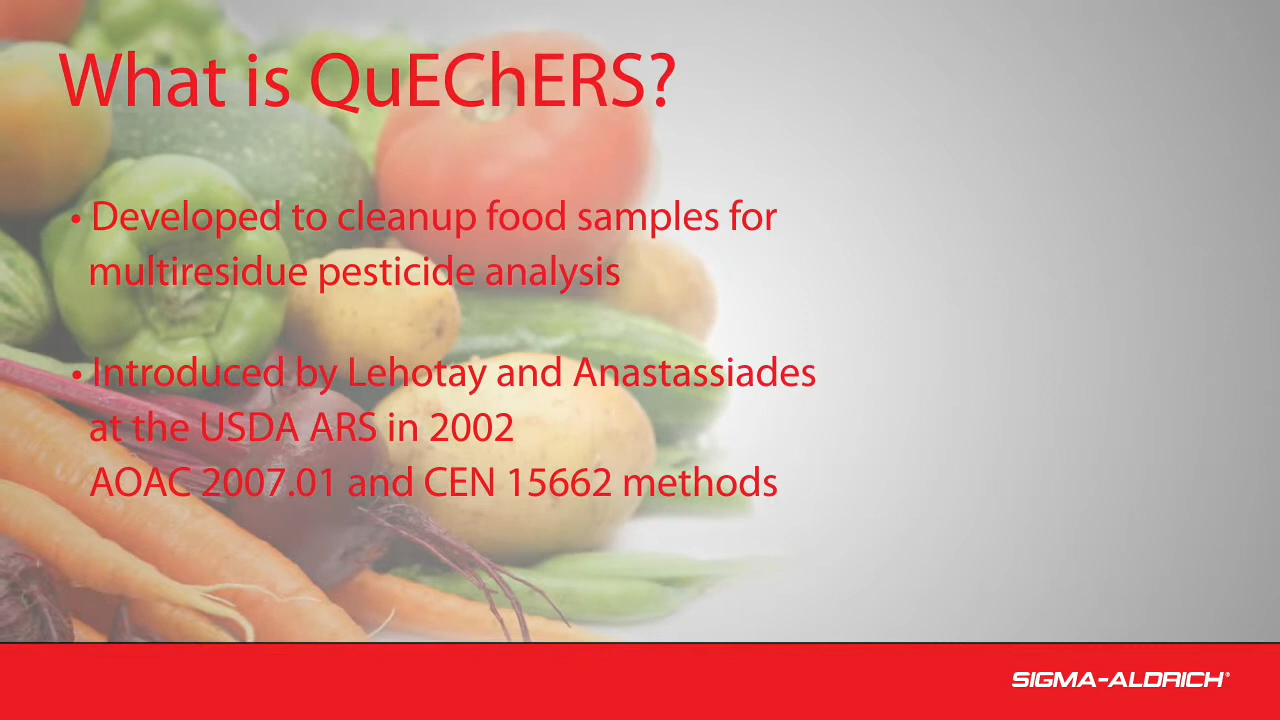 What is QuEChERS?
• Developed to cleanup food samples for
multiresidue pesticide analysis
• Introduced by Lehotay and Anastassiades
at the USDA ARS in 2002
AOAC 2007.01 and CEN 15662 methods
SIGMA-ALDRICH®